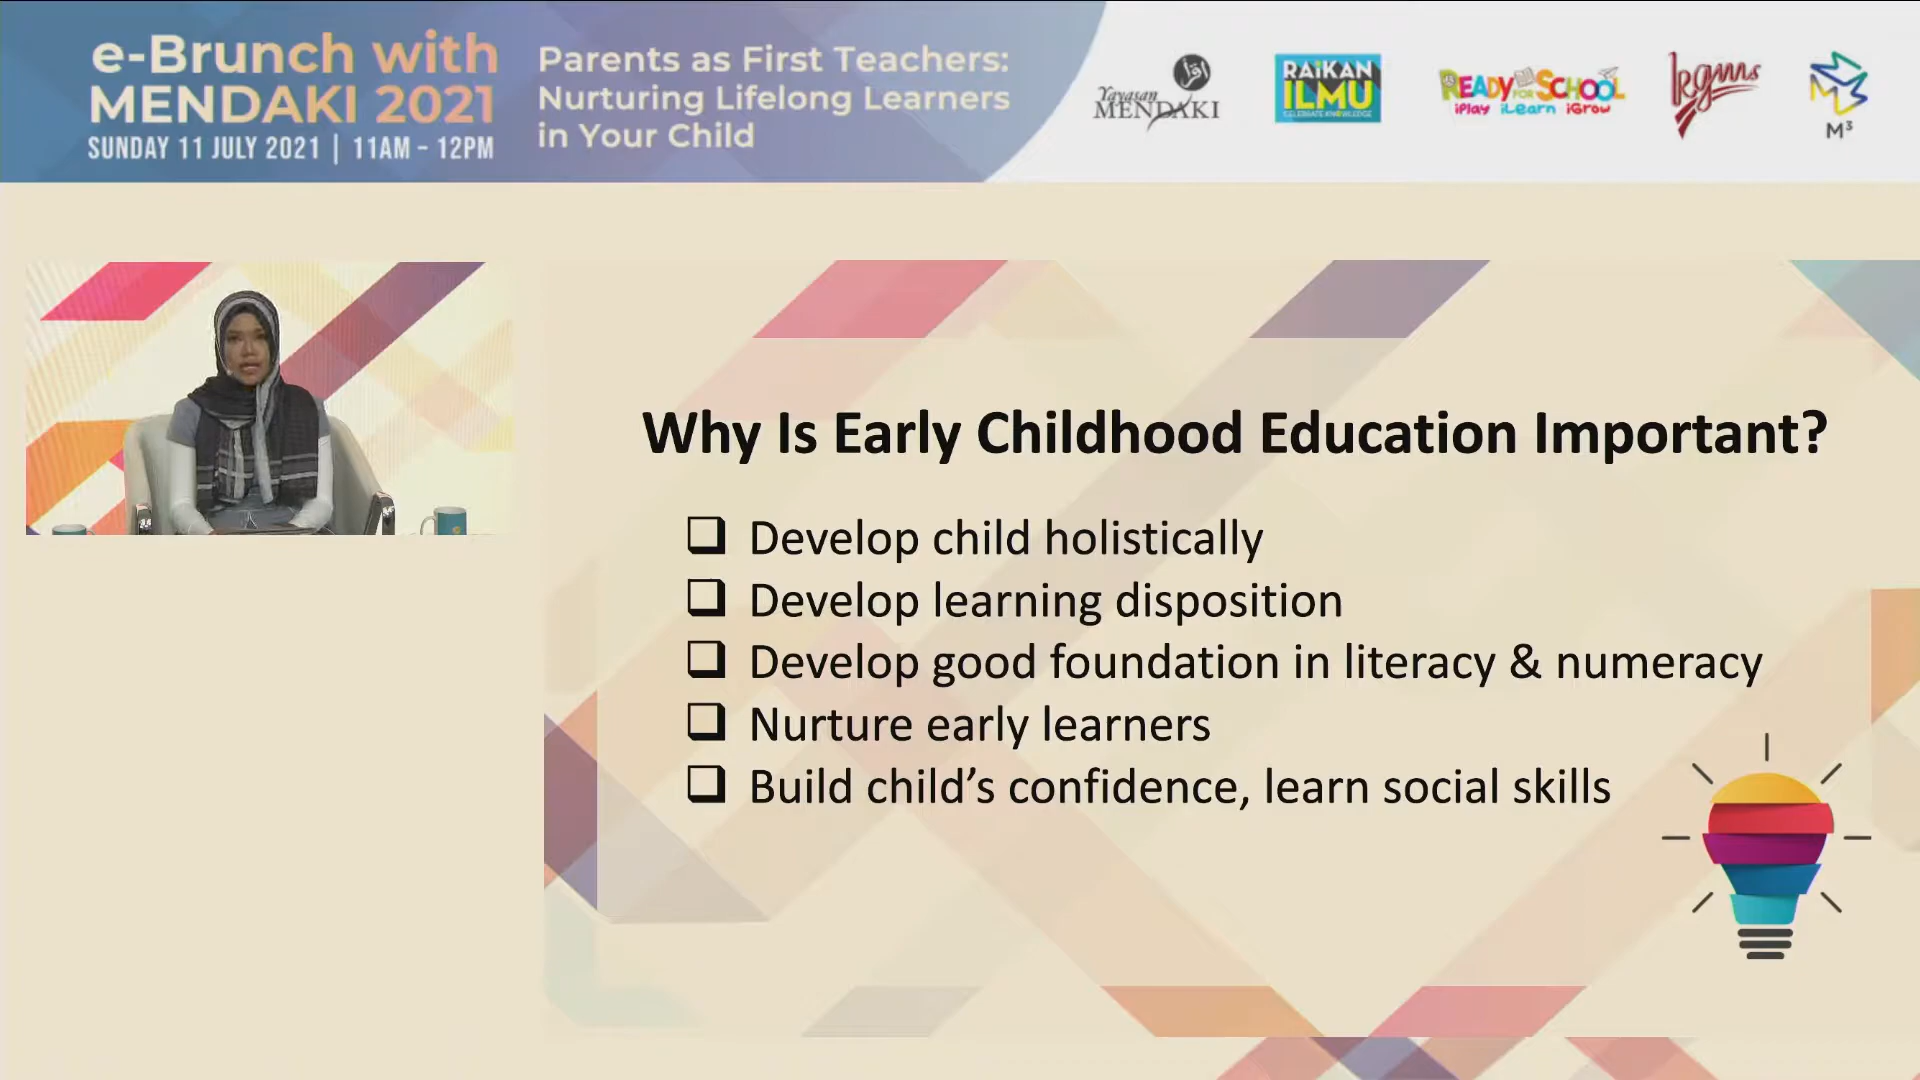 e-Brunch with
MENDAKI 2021
SUNDAY 11 JULY 2021 | 11AM - 12PM
Parents as First Teachers:
Nurturing Lifelong Learners
in Your Child
Yayasan
MENDAKI
RAiKAN
ILMU
CELEBRATE KNOWLEDGE
READY FOR SCHOOL
iPlay iLearn iGrow
kgms
M³
Why Is Early Childhood Education Important?
❑ Develop child holistically
❑ Develop learning disposition
❑ Develop good foundation in literacy & numeracy
❑ Nurture early learners
❑ Build child’s confidence, learn social skills